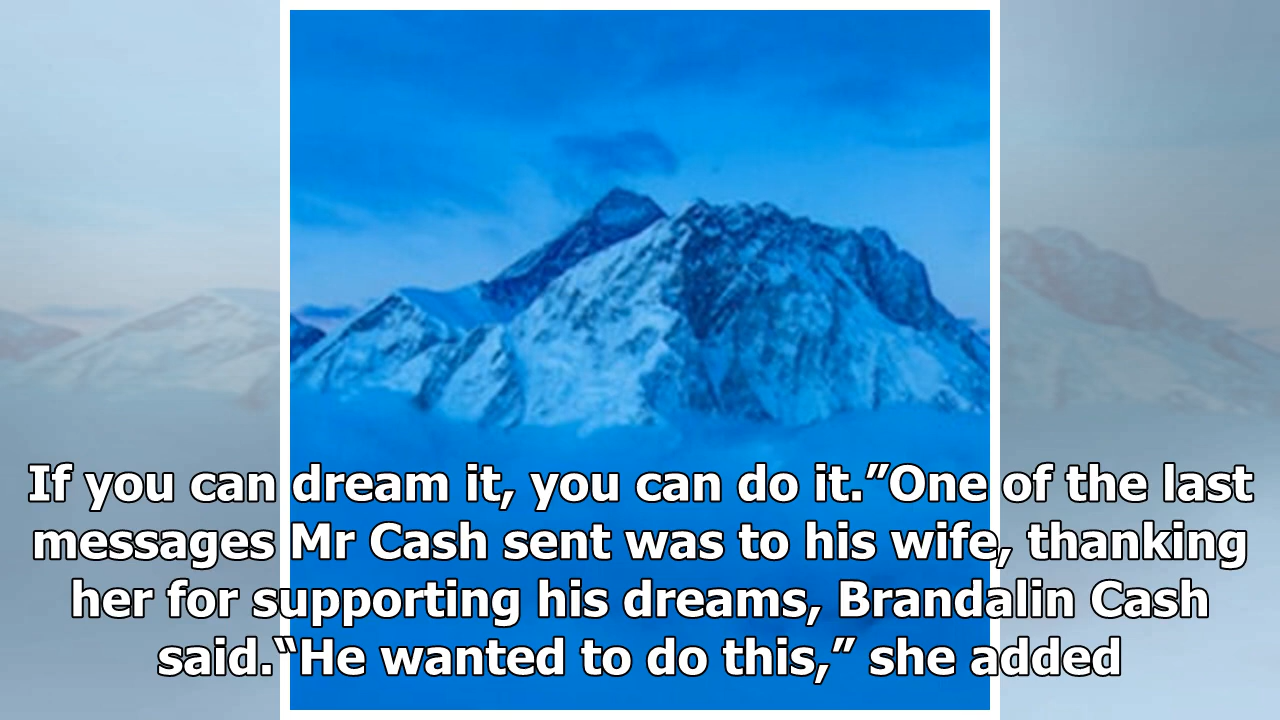 If you can dream it, you can do it.”One of the last
messages Mr Cash sent was to his wife, thanking
her for supporting his dreams, Brandalin Cash
said.“He wanted to do this,” she added